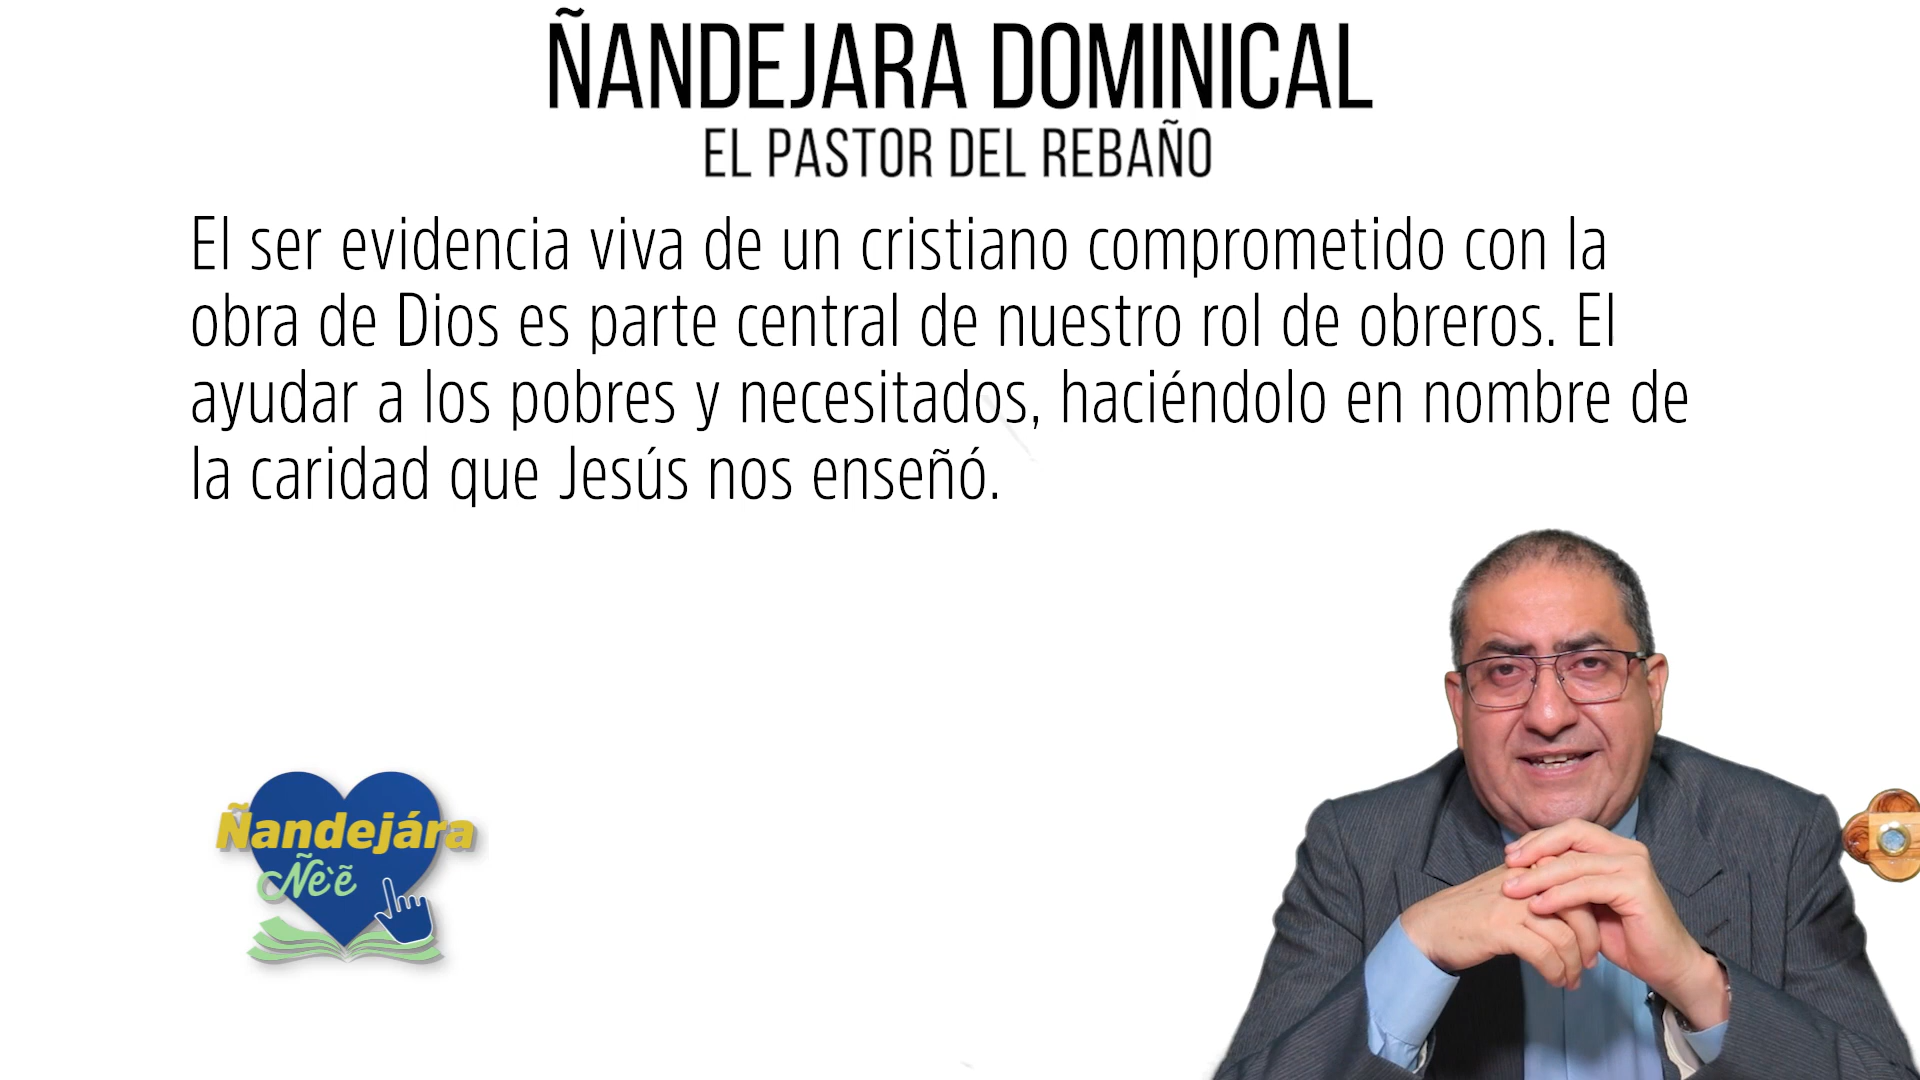 ÑANDEJARA DOMINICAL
EL PASTOR DEL REBAÑO
El ser evidencia viva de un cristiano comprometido con la
obra de Dios es parte central de nuestro rol de obreros. El
ayudar a los pobres y necesitados, haciéndolo en nombre de
la caridad que Jesús nos enseñó.
Ñandejára
Ñe'ẽ